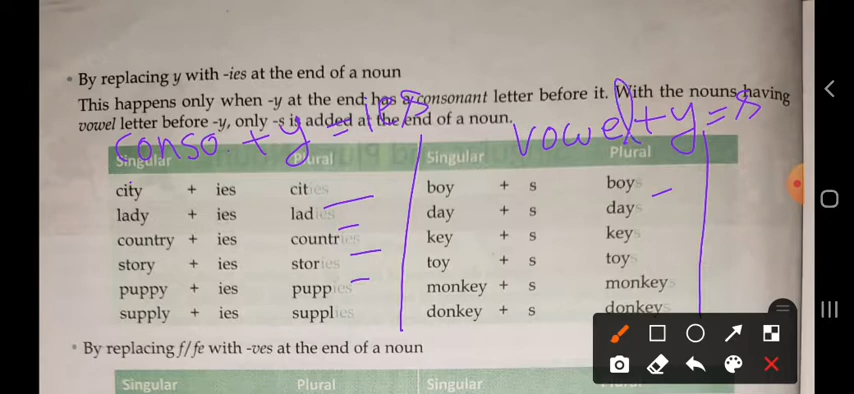 • By replacing y with -ies at the end of a noun
This happens only when -y at the end has a consonant letter before it. With the nouns having
vowel letter before -y, only -s is added at the end of a noun.
conso + y = ies
vowel + y = s
Singular Plural Singular Plural
city + ies cities boy + s boys
lady + ies ladies day + s days
country + ies countries key + s keys
story + ies stories toy + s toys
puppy + ies puppies monkey + s monkeys
supply + ies supplies donkey + s donkeys
• By replacing f/fe with -ves at the end of a noun
Singular Plural Singular